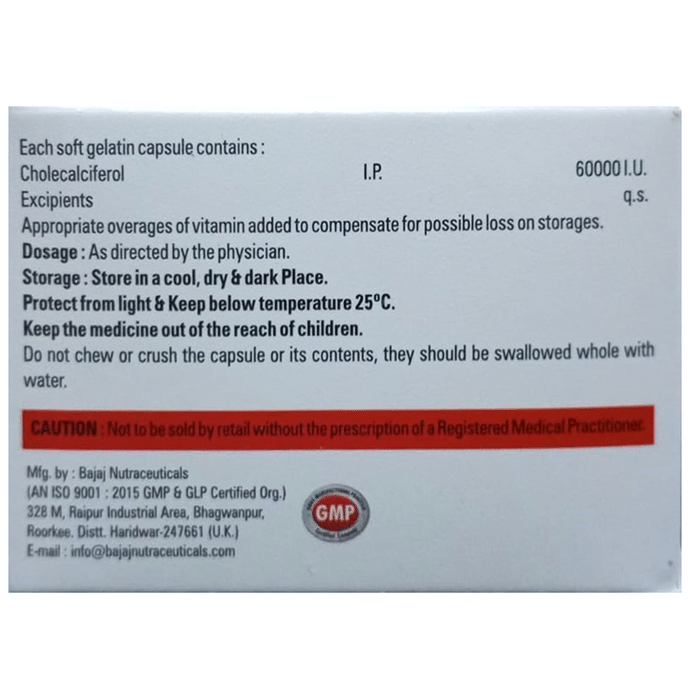 Each soft gelatin capsule contains :
Cholecalciferol I.P. 60000 I.U.
Excipients q.s.
Appropriate overages of vitamin added to compensate for possible loss on storages.
Dosage : As directed by the physician.
Storage : Store in a cool, dry & dark Place.
Protect from light & Keep below temperature 25ºC.
Keep the medicine out of the reach of children.
Do not chew or crush the capsule or its contents, they should be swallowed whole with
water.
CAUTION : Not to be sold by retail without the prescription of a Registered Medical Practitioner.
Mfg. by : Bajaj Nutraceuticals
(AN ISO 9001 : 2015 GMP & GLP Certified Org.)
328 M, Raipur Industrial Area, Bhagwanpur,
Roorkee. Distt. Haridwar-247661 (U.K.)
E-mail : info@bajajnutraceuticals.com
GMP